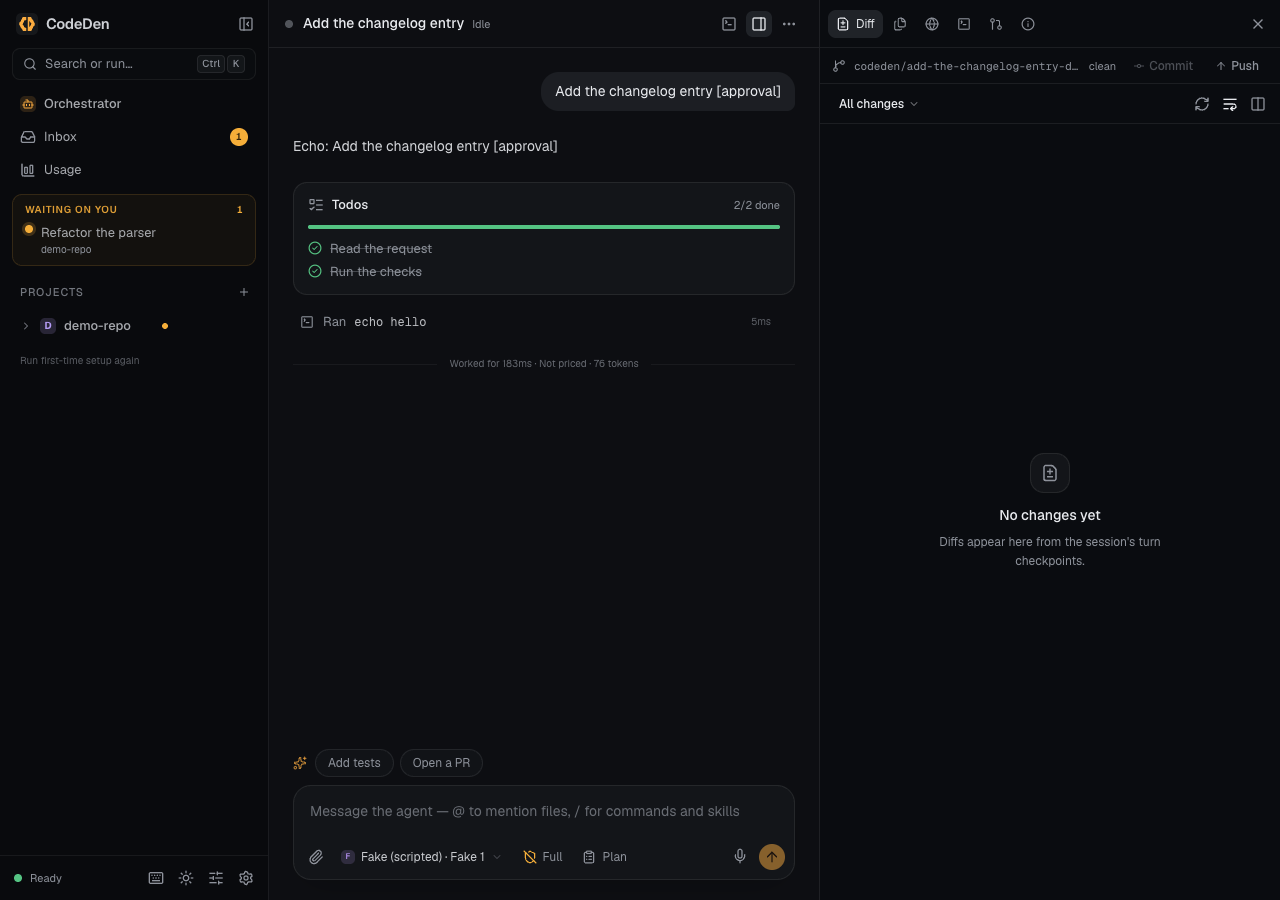 CodeDen
Search or run…
Ctrl K
Orchestrator
Inbox
1
Usage
WAITING ON YOU
1
Refactor the parser
demo-repo
PROJECTS
D
demo-repo
Run first-time setup again
Ready
Add the changelog entry
Idle
Add the changelog entry [approval]
Echo: Add the changelog entry [approval]
Todos
2/2 done
Read the request
Run the checks
Ran echo hello
5ms
Worked for 183ms · Not priced · 76 tokens
Add tests
Open a PR
Message the agent — @ to mention files, / for commands and skills
F
Fake (scripted) · Fake 1
Full
Plan
Diff
codeden/add-the-changelog-entry-d…
clean
Commit
Push
All changes
No changes yet
Diffs appear here from the session's turn
checkpoints.